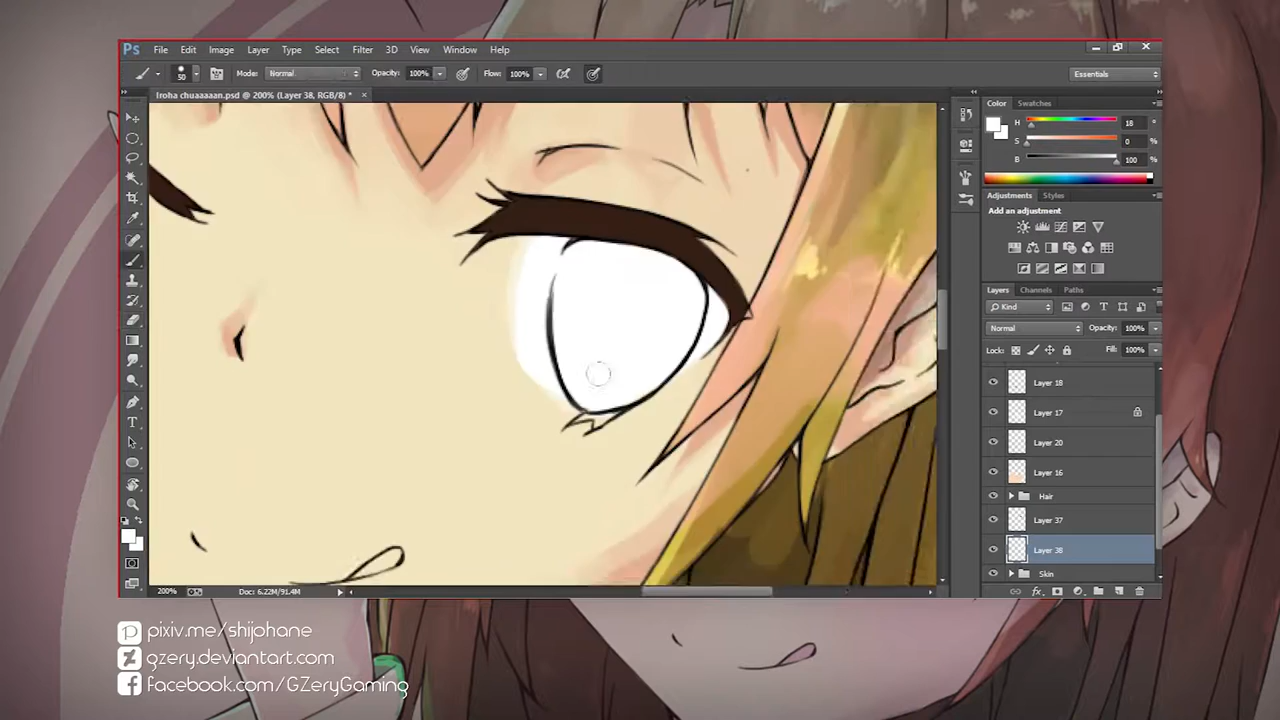 Ps File Edit Image Layer Type Select Filter 3D View Window Help
50 Mode: Normal Opacity: 100% Flow: 100% Essentials
Iroha chuaaaaan.psd @ 200% (Layer 38, RGB/8) * ×
Color Swatches
H 18 °
S 0 %
B 100 %
Adjustments Styles
Add an adjustment
Layers Channels Paths
Kind
Normal Opacity: 100%
Lock: Fill: 100%
Layer 18
Layer 17
Layer 20
Layer 16
Hair
Layer 37
Layer 38
Skin
200% Doc: 6.22M/91.4M
pixiv.me/shijphane
gzery.deviantart.com
facebook.com/GZeryGaming